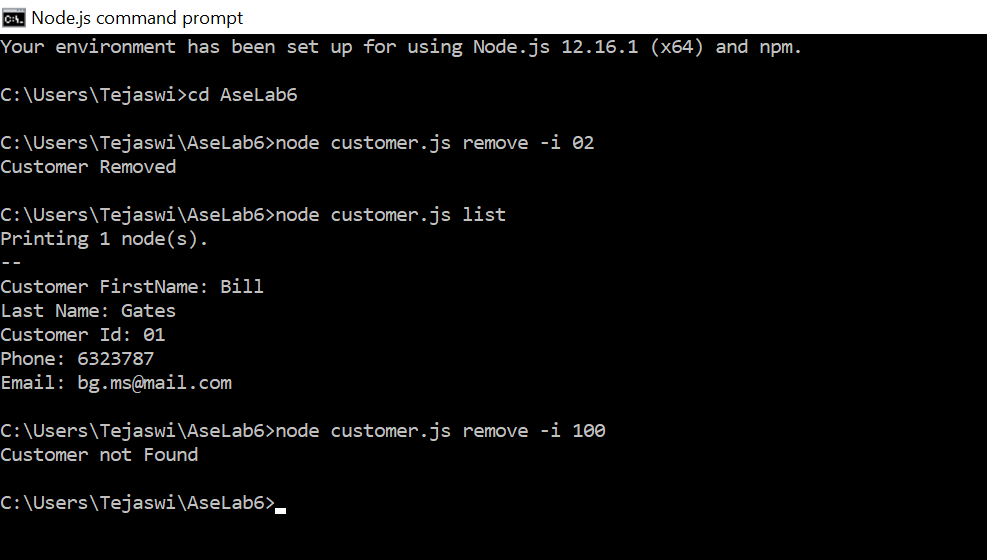 Node.js command prompt
Your environment has been set up for using Node.js 12.16.1 (x64) and npm.
C:\Users\Tejaswi>cd AseLab6
C:\Users\Tejaswi\AseLab6>node customer.js remove -i 02
Customer Removed
C:\Users\Tejaswi\AseLab6>node customer.js list
Printing 1 node(s).
--
Customer FirstName: Bill
Last Name: Gates
Customer Id: 01
Phone: 6323787
Email: bg.ms@mail.com
C:\Users\Tejaswi\AseLab6>node customer.js remove -i 100
Customer not Found
C:\Users\Tejaswi\AseLab6>